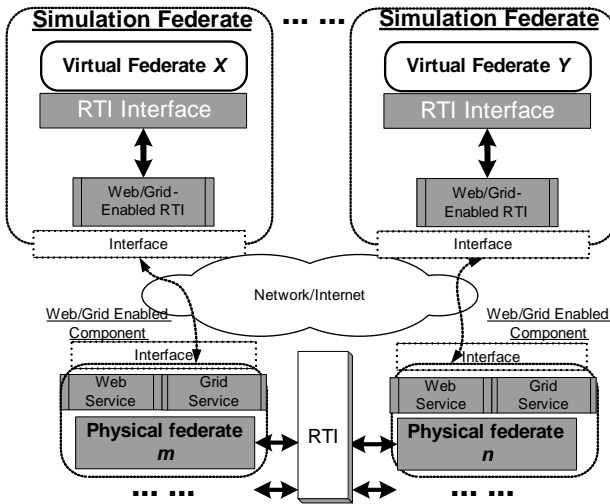 Simulation Federate
... ...
Simulation Federate
Virtual Federate X
Virtual Federate Y
RTI Interface
RTI Interface
Web/Grid-
Enabled RTI
Web/Grid-
Enabled RTI
Interface
Interface
Network/Internet
Web/Grid Enabled
Component
Web/Grid Enabled
Component
Interface
Interface
Web
Service
Grid
Service
Web
Service
Grid
Service
Physical federate
m
RTI
Physical federate
n
... ...
... ...